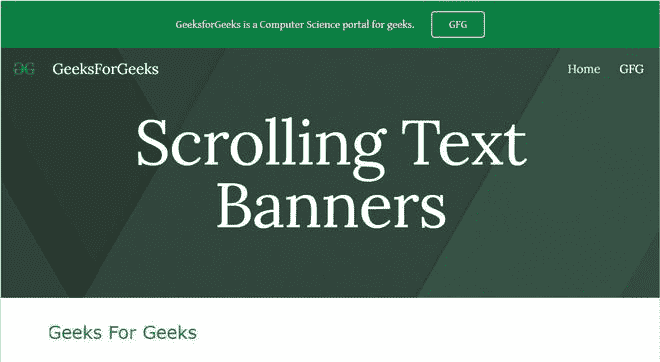 GeeksforGeeks is a Computer Science portal for geeks. GFG
GeeksForGeeks Home GFG
Scrolling Text
Banners
Geeks For Geeks